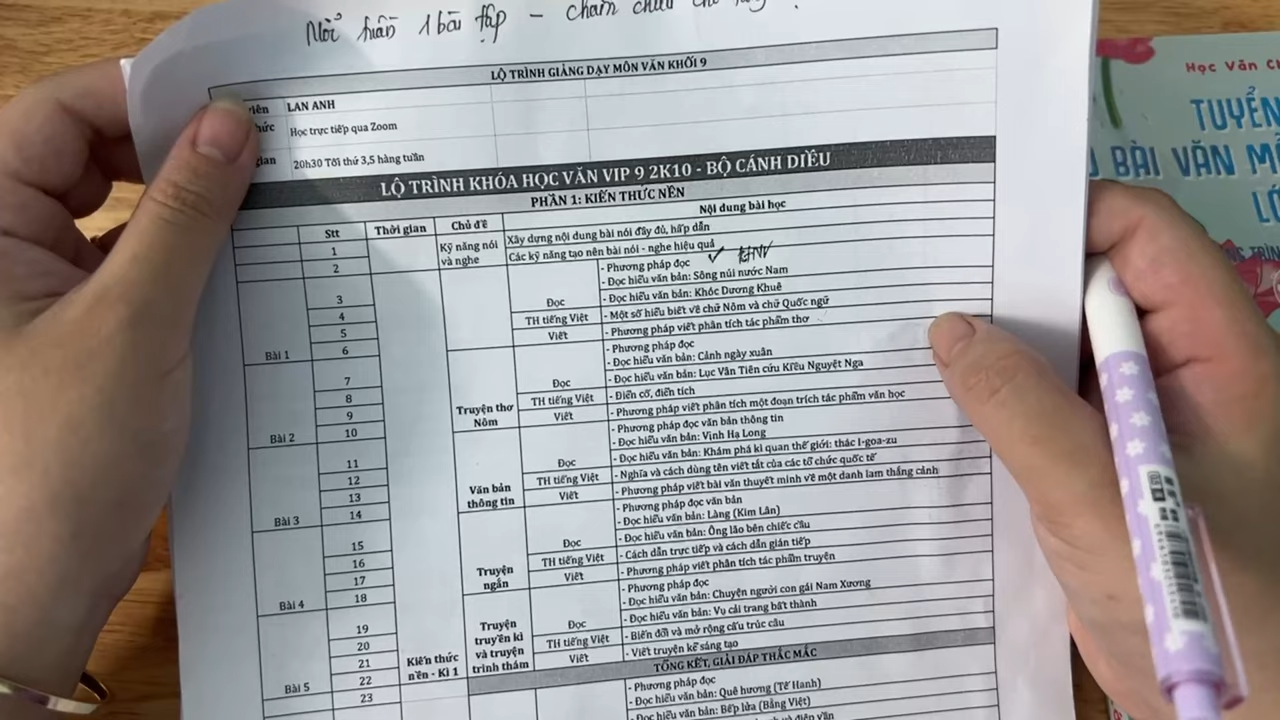 Mỗi tuần 1 bài tập - chấm chữa
LỘ TRÌNH GIẢNG DẠY MÔN VĂN KHỐI 9
LAN ANH
Học trực tiếp qua Zoom
20h30 Tối thứ 3,5 hàng tuần
LỘ TRÌNH KHÓA HỌC VĂN VIP 9 2K10 - BỘ CÁNH DIỀU
PHẦN 1: KIẾN THỨC NỀN
Stt Thời gian Chủ đề Nội dung bài học
1 Kỹ năng nói và nghe Xây dựng nội dung bài nói đầy đủ, hấp dẫn
2 Các kỹ năng tạo nên bài nói - nghe hiệu quả
Bài 1
3 Đọc - Phương pháp đọc
- Đọc hiểu văn bản: Sông núi nước Nam
4 - Đọc hiểu văn bản: Khóc Dương Khuê
5 TH tiếng Việt - Một số hiểu biết về chữ Nôm và chữ Quốc ngữ
6 Viết - Phương pháp viết phân tích tác phẩm thơ
Bài 2 Truyện thơ Nôm
7 Đọc - Phương pháp đọc
- Đọc hiểu văn bản: Cảnh ngày xuân
8 - Đọc hiểu văn bản: Lục Vân Tiên cứu Kiều Nguyệt Nga
9 TH tiếng Việt - Điển cố, điển tích
10 Viết - Phương pháp viết phân tích một đoạn trích tác phẩm văn học
Bài 3 Văn bản thông tin
11 Đọc - Phương pháp đọc văn bản thông tin
- Đọc hiểu văn bản: Vịnh Hạ Long
12 - Đọc hiểu văn bản: Khám phá kì quan thế giới: thác I-goa-zu
13 TH tiếng Việt - Nghĩa và cách dùng tên viết tắt của các tổ chức quốc tế
14 Viết - Phương pháp viết bài văn thuyết minh về một danh lam thắng cảnh
Bài 4 Truyện ngắn
15 Đọc - Phương pháp đọc văn bản
- Đọc hiểu văn bản: Làng (Kim Lân)
16 - Đọc hiểu văn bản: Ông lão bên chiếc cầu
17 TH tiếng Việt - Cách dẫn trực tiếp và cách dẫn gián tiếp
18 Viết - Phương pháp viết phân tích tác phẩm truyện
Bài 5 Kiến thức nền - Kì 1 Truyện truyền kì và truyện trinh thám
19 Đọc - Phương pháp đọc
- Đọc hiểu văn bản: Chuyện người con gái Nam Xương
20 - Đọc hiểu văn bản: Vụ cải trang bất thành
21 TH tiếng Việt - Biến đổi và mở rộng cấu trúc câu
22 Viết - Viết truyện kể sáng tạo
23 TỔNG KẾT, GIẢI ĐÁP THẮC MẮC
- Phương pháp đọc
- Đọc hiểu văn bản: Quê hương (Tế Hanh)
- Đọc hiểu văn bản: Bếp lửa (Bằng Việt)
Học Văn
TUYỂN
BÀI VĂN